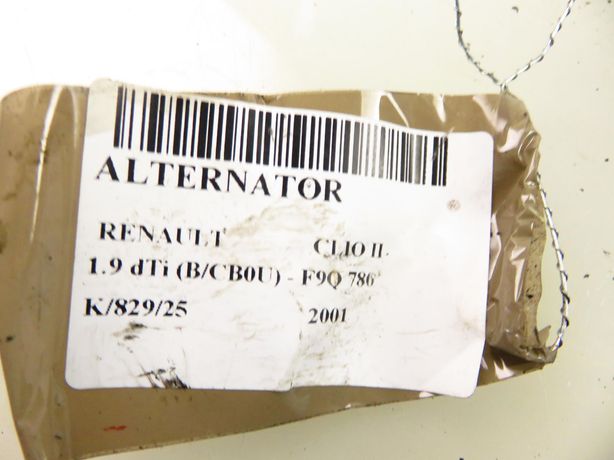 ALTERNATOR
RENAULT CLIO II
1.9 dTi (B/CB0U) - F9Q 786
K/829/25 2001